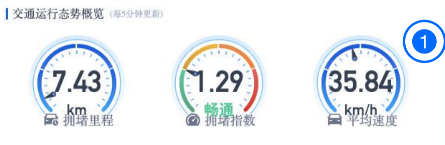 交通运行态势概览 (每5分钟更新)
1
7.43 1.29 35.84
km 畅通 km/h
拥堵里程 拥堵指数 平均速度